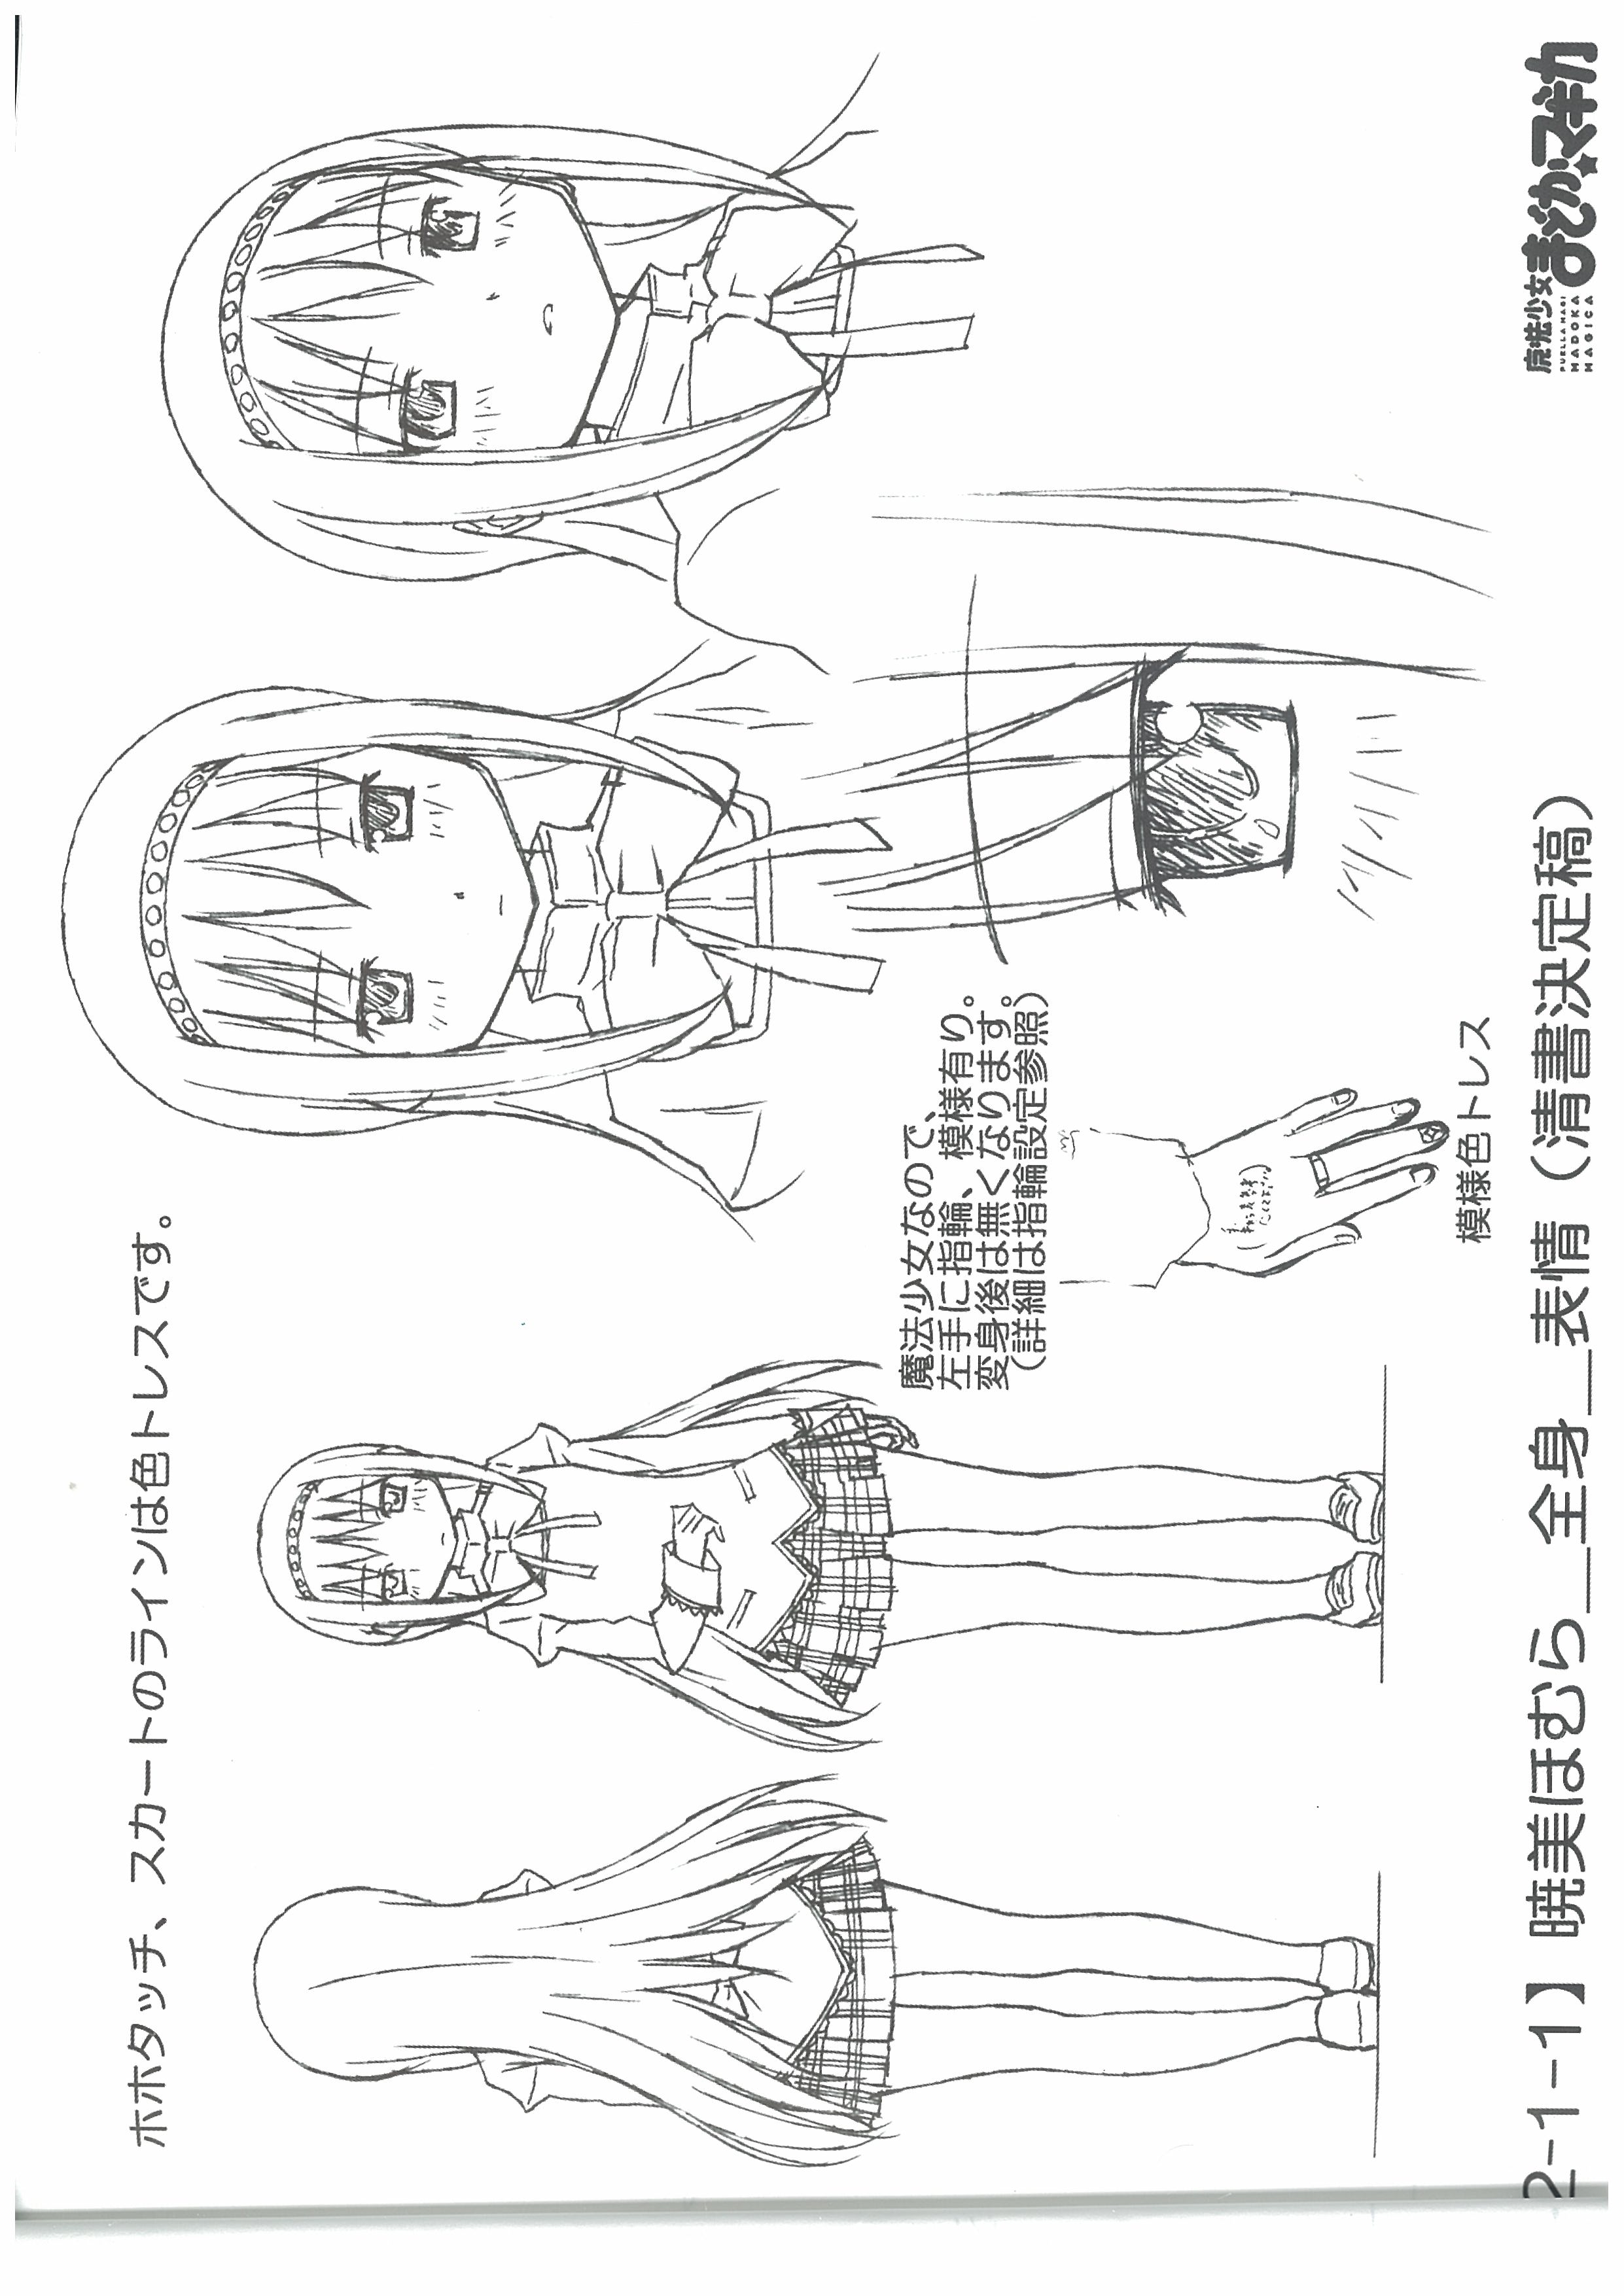 ホホタッチ、スカートのラインは色トレスです。
魔法少女なので、
左手に指輪、模様有り。
変身後は無くなります。
（詳細は指輪設定参照）
模様色トレス
2-1-1】暁美ほむら__全身__表情（清書決定稿）
魔法少女
まどか★マギカ
PUELLA MAGI
MADOKA
MAGICA